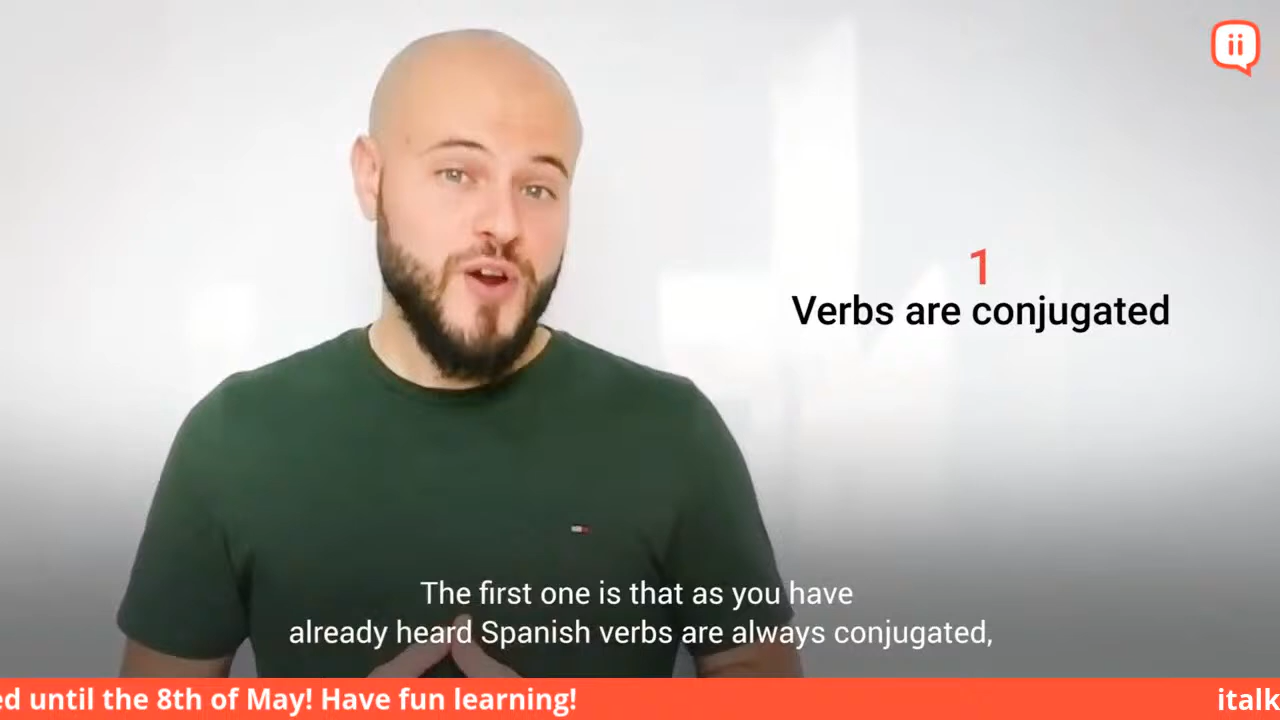 ii
1
Verbs are conjugated
The first one is that as you have
already heard Spanish verbs are always conjugated,
ed until the 8th of May! Have fun learning!
italk